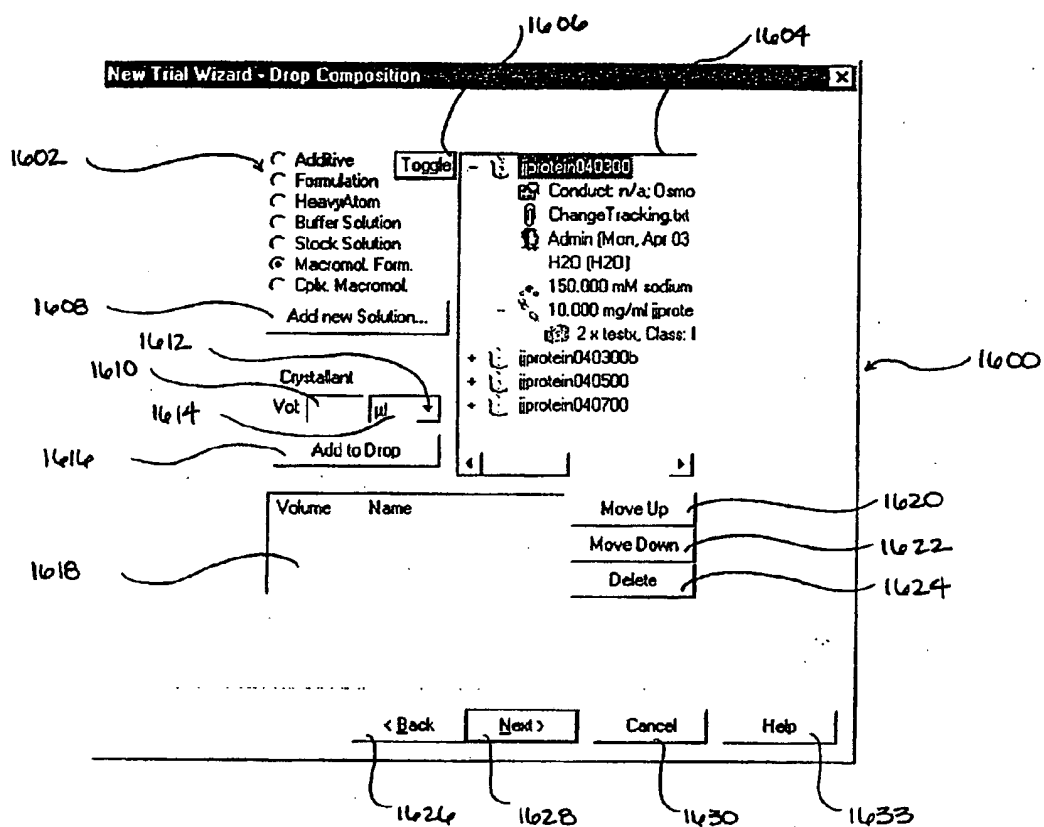 1606
1604
New Trial Wizard - Drop Composition
1602
Additive
Formulation
HeavyAtom
Buffer Solution
Stock Solution
Macromol. Form.
Cplx. Macromol.
Toggle
jjprotein040300
Conduct: n/a; Osmo
ChangeTracking.txt
Admin (Mon, Apr 03
H2O (H2O)
150.000 mM sodium
10.000 mg/ml jjprote
2 x testx, Class: I
jjprotein040300b
jjprotein040500
jjprotein040700
1608
Add new Solution...
1612
1600
1610
Crystallant
Vol:
µl
1614
1616
Add to Drop
Volume Name
Move Up
1620
Move Down
1622
Delete
1624
1618
< Back
Next >
Cancel
Help
1626
1628
1630
1633